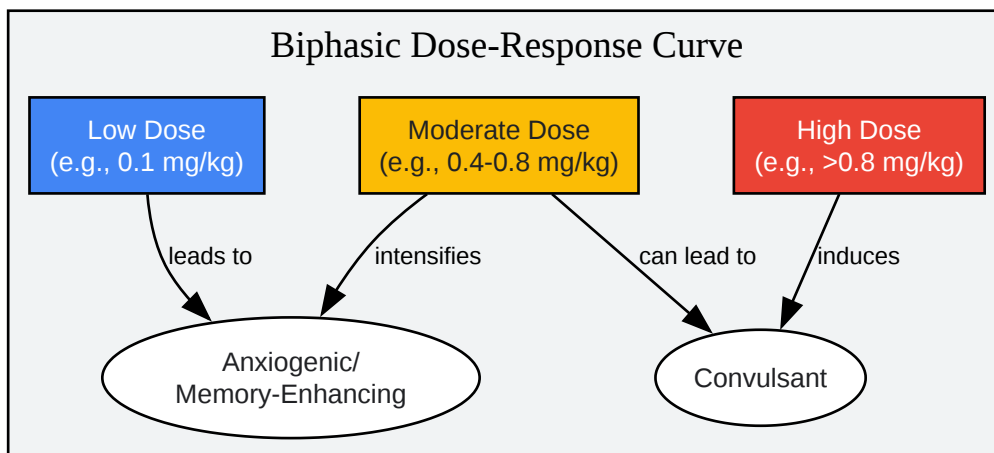 Biphasic Dose-Response Curve
Low Dose
(e.g., 0.1 mg/kg)
Moderate Dose
(e.g., 0.4-0.8 mg/kg)
High Dose
(e.g., >0.8 mg/kg)
leads to
intensifies
can lead to
induces
Anxiogenic/
Memory-Enhancing
Convulsant